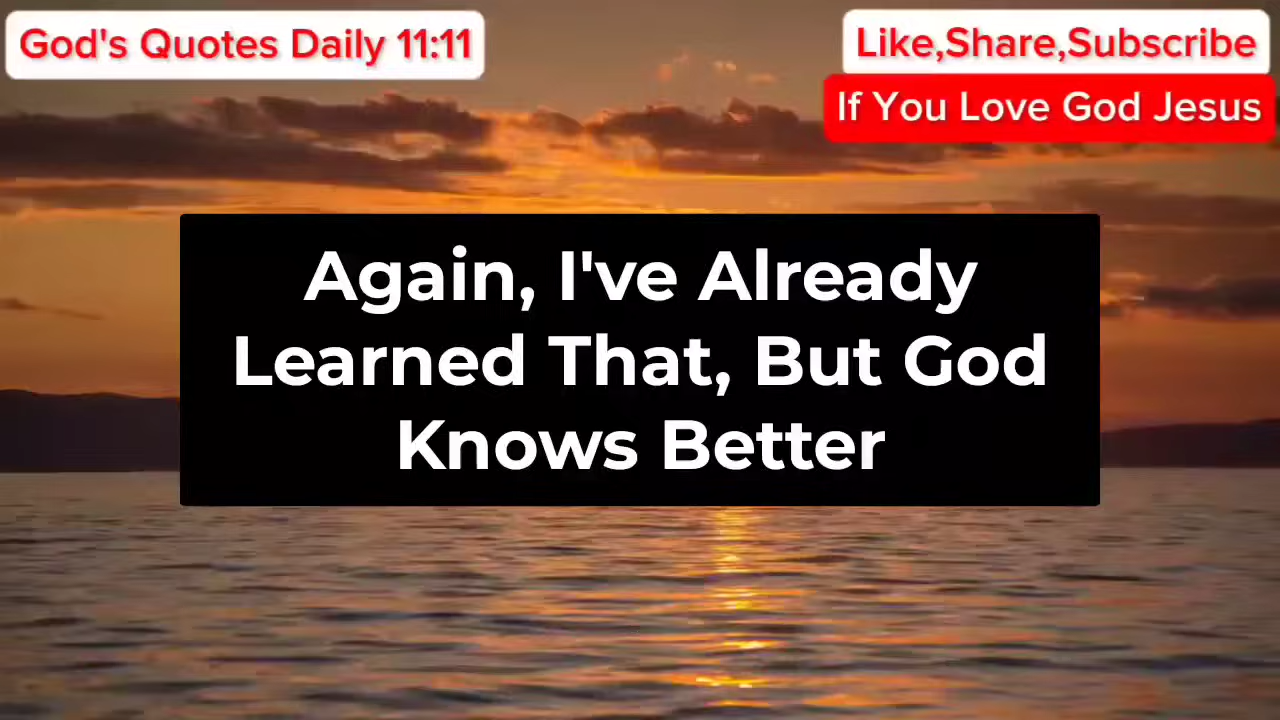 God's Quotes Daily 11:11
Like,Share,Subscribe
If You Love God Jesus
Again, I've Already
Learned That, But God
Knows Better